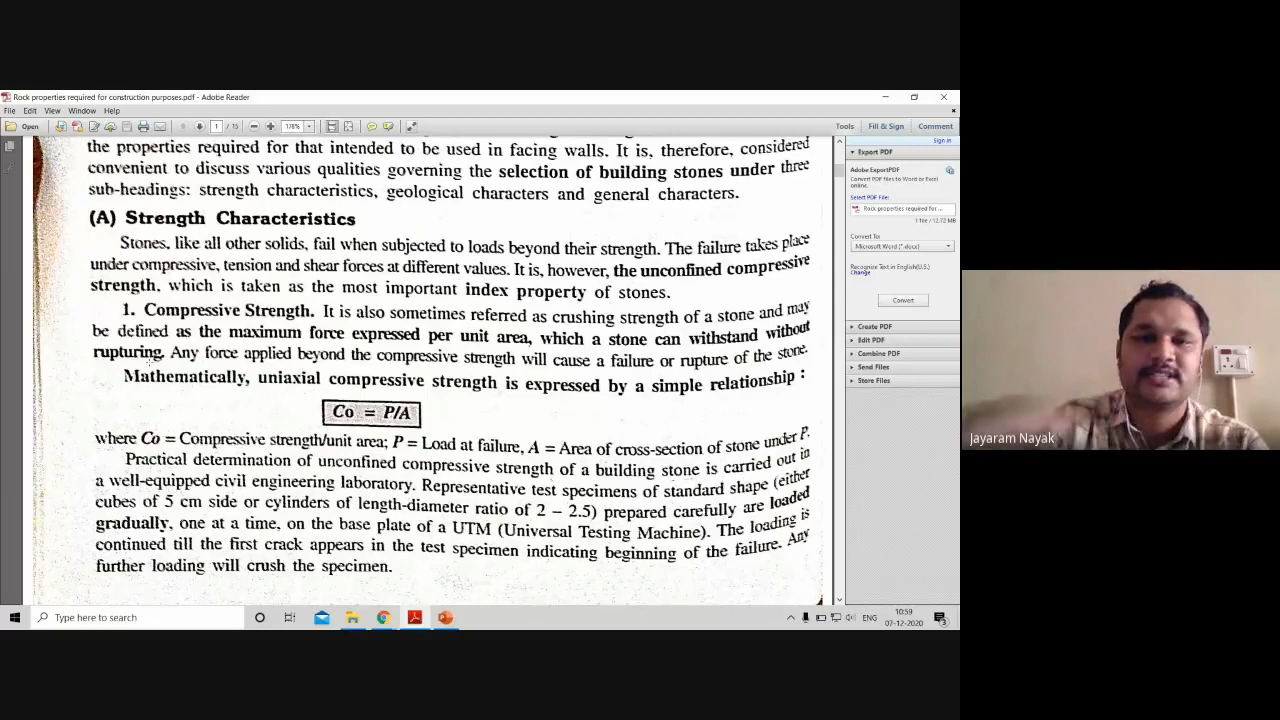 Rock properties required for construction purposes.pdf - Adobe Reader
File Edit View Window Help
Open 1 / 15 178% Tools Fill & Sign Comment
Sign In
Export PDF
Adobe ExportPDF
Convert PDF files to Word or Excel
online.
Select PDF File:
Rock properties required for ...
1 file / 12.72 MB
Convert To:
Microsoft Word (*.docx)
Recognize Text in English(U.S.)
Change
Convert
Create PDF
Edit PDF
Combine PDF
Store Files
Send Files
the properties required for that intended to be used in facing walls. It is, therefore, considered
convenient to discuss various qualities governing the selection of building stones under three
sub-headings: strength characteristics, geological characters and general characters.
(A) Strength Characteristics
Stones, like all other solids, fail when subjected to loads beyond their strength. The failure takes place
under compressive, tension and shear forces at different values. It is, however, the unconfined compressive
strength, which is taken as the most important index property of stones.
1. Compressive Strength. It is also sometimes referred as crushing strength of a stone and may
be defined as the maximum force expressed per unit area, which a stone can withstand without
rupturing. Any force applied beyond the compressive strength will cause a failure or rupture of the stone.
Mathematically, uniaxial compressive strength is expressed by a simple relationship :
Co = P/A
where Co = Compressive strength/unit area; P = Load at failure, A = Area of cross-section of stone under P.
Practical determination of unconfined compressive strength of a building stone is carried out in
a well-equipped civil engineering laboratory. Representative test specimens of standard shape (either
cubes of 5 cm side or cylinders of length-diameter ratio of 2 – 2.5) prepared carefully are loaded
gradually, one at a time, on the base plate of a UTM (Universal Testing Machine). The loading is
continued till the first crack appears in the test specimen indicating beginning of the failure. Any
further loading will crush the specimen.
Type here to search
ENG
10:59
07-12-2020
3
Jayaram Nayak